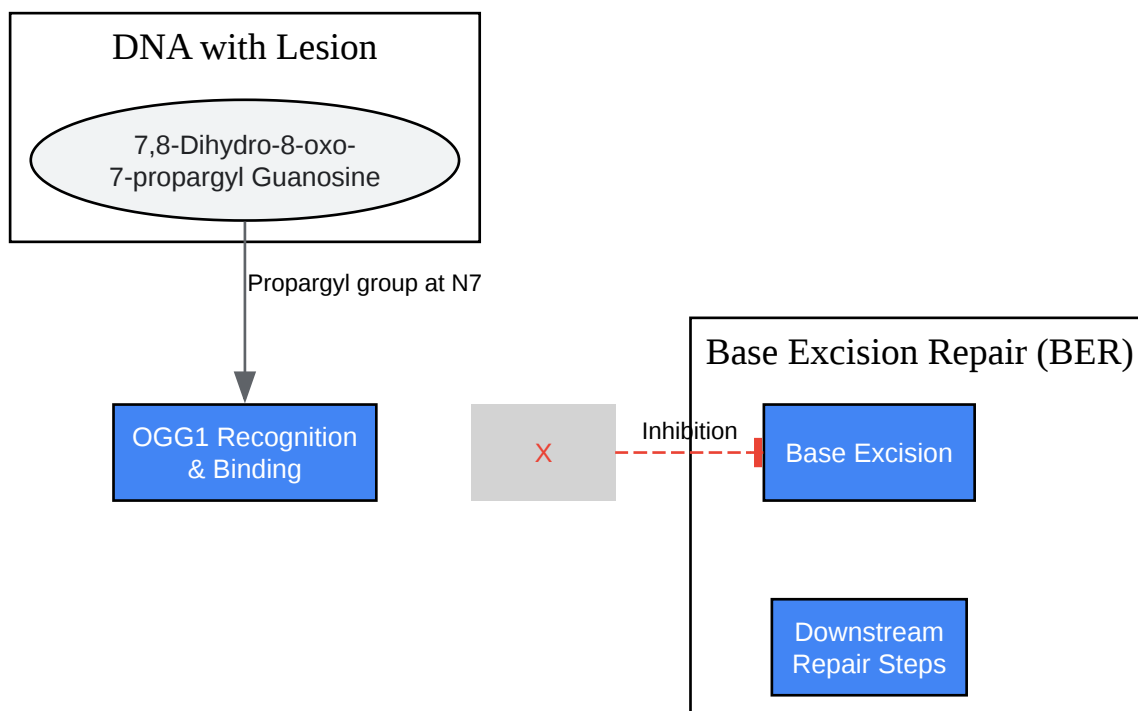 DNA with Lesion
7,8-Dihydro-8-oxo-
7-propargyl Guanosine
Propargyl group at N7
Base Excision Repair (BER)
OGG1 Recognition
& Binding
X
Inhibition
Base Excision
Downstream
Repair Steps